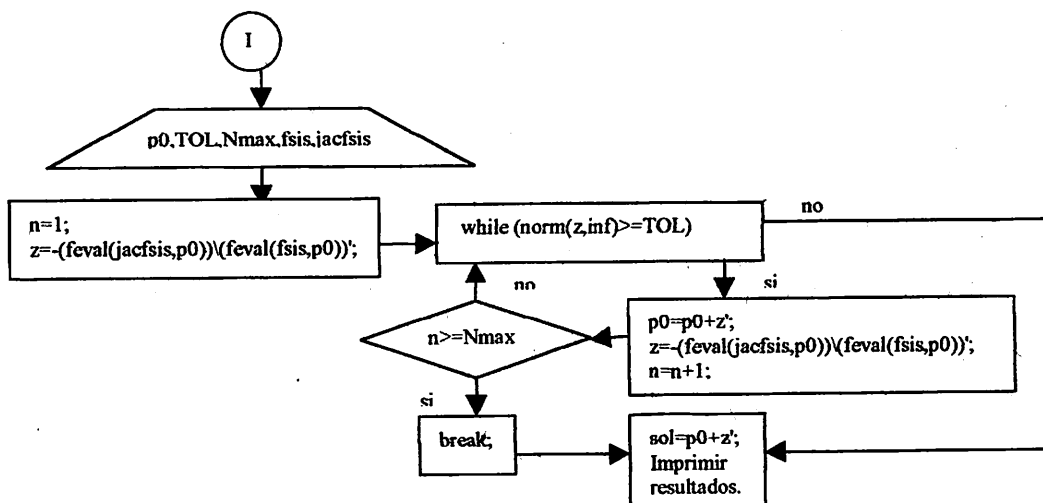 I
p0,TOL,Nmax,fsis,jacfsis
n=1;
z=-(feval(jacfsis,p0))\(feval(fsis,p0))';
while (norm(z,inf)>=TOL)
no
si
no
p0=p0+z';
z=-(feval(jacfsis,p0))\(feval(fsis,p0))';
n=n+1;
n>=Nmax
si
break;
sol=p0+z';
Imprimir
resultados.